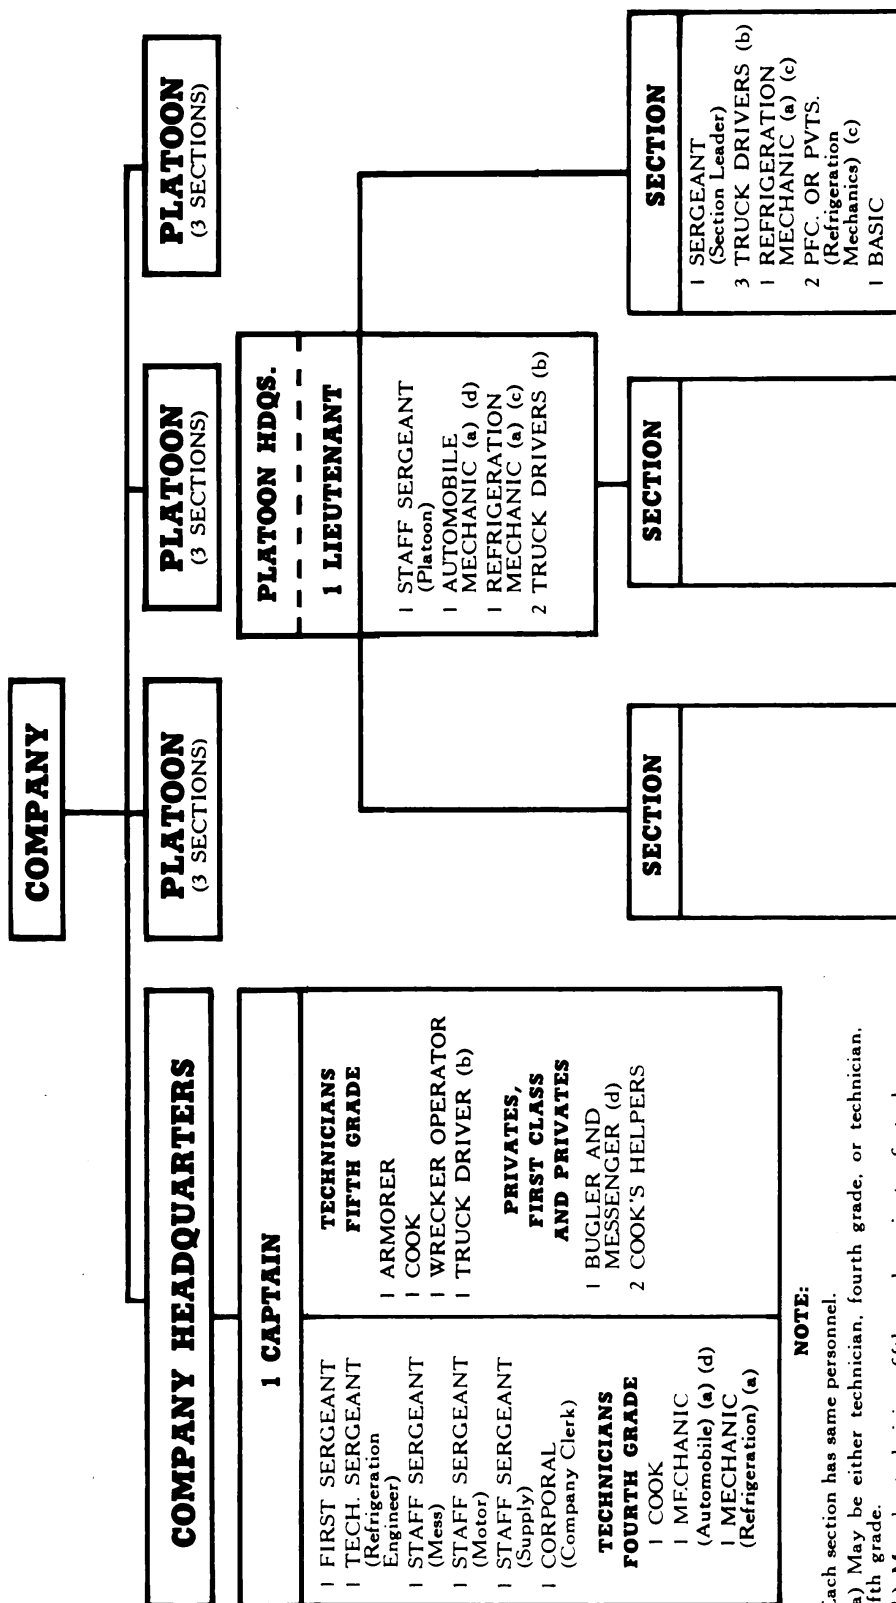 COMPANY
COMPANY HEADQUARTERS
PLATOON
(3 SECTIONS)
PLATOON
(3 SECTIONS)
PLATOON
(3 SECTIONS)
1 CAPTAIN
1 FIRST SERGEANT
1 TECH. SERGEANT
(Refrigeration
Engineer)
1 STAFF SERGEANT
(Mess)
1 STAFF SERGEANT
(Motor)
1 STAFF SERGEANT
(Supply)
1 CORPORAL
(Company Clerk)
TECHNICIANS
FOURTH GRADE
1 COOK
1 MECHANIC
(Automobile) (a) (d)
1 MECHANIC
(Refrigeration) (a)
TECHNICIANS
FIFTH GRADE
1 ARMORER
1 COOK
1 WRECKER OPERATOR
1 TRUCK DRIVER (b)
PRIVATES,
FIRST CLASS
AND PRIVATES
1 BUGLER AND
MESSENGER (d)
2 COOK'S HELPERS
PLATOON HDQS.
1 LIEUTENANT
1 STAFF SERGEANT
(Platoon)
1 AUTOMOBILE
MECHANIC (a) (d)
1 REFRIGERATION
MECHANIC (a) (c)
2 TRUCK DRIVERS (b)
SECTION
SECTION
SECTION
1 SERGEANT
(Section Leader)
3 TRUCK DRIVERS (b)
1 REFRIGERATION
MECHANIC (a) (c)
2 PFC. OR PVTS.
(Refrigeration
Mechanics) (c)
1 BASIC
NOTE:
ach section has same personnel.
a) May be either technician, fourth grade, or technician,
fth grade.